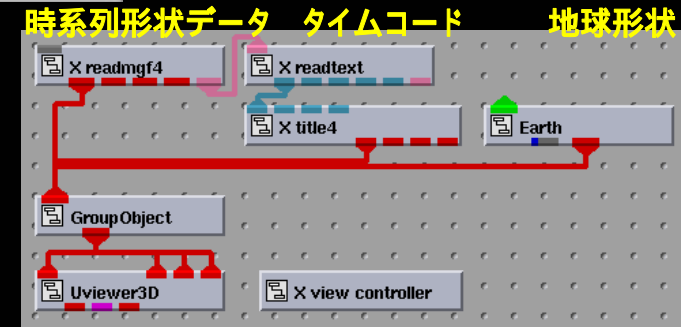 時系列形状データ タイムコード 地球形状
X readmgf4 X readtext
X title4 Earth
GroupObject
Uviewer3D X view controller